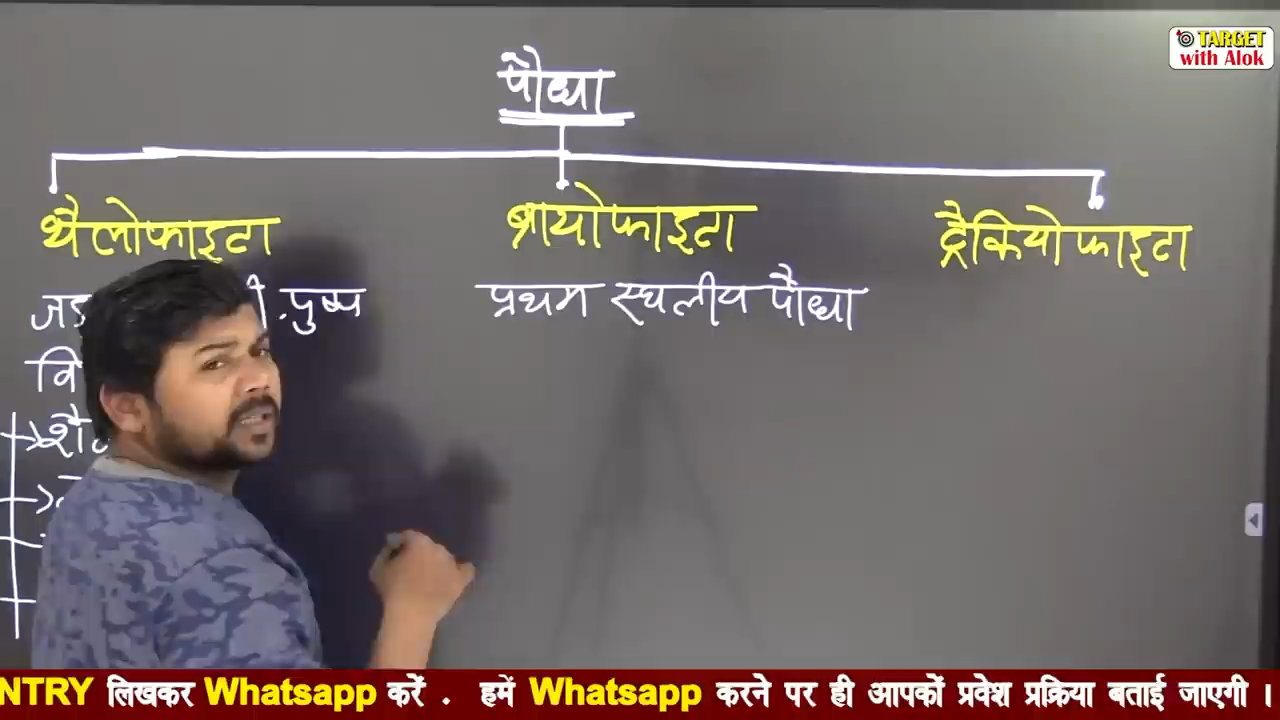 TARGET
with Alok
पौधा
थैलोफाइटा
ब्रायोफाइटा
ट्रैकियोफाइटा
पुष्प
प्रथम स्थलीय पौधा
NTRY लिखकर Whatsapp करें . हमें Whatsapp करने पर ही आपकों प्रवेश प्रक्रिया बताई जाएगी ।